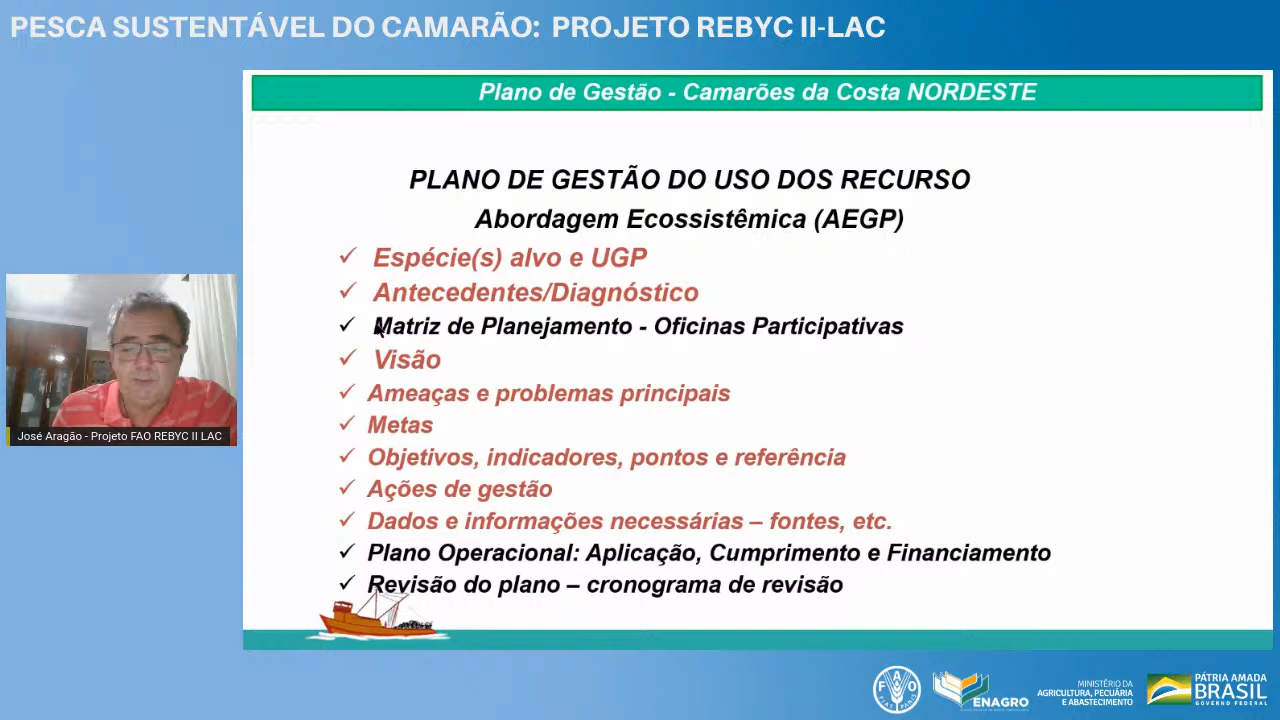 PESCA SUSTENTÁVEL DO CAMARÃO: PROJETO REBYC II-LAC
Plano de Gestão - Camarões da Costa NORDESTE
PLANO DE GESTÃO DO USO DOS RECURSO
Abordagem Ecossistêmica (AEGP)
✓ Espécie(s) alvo e UGP
✓ Antecedentes/Diagnóstico
✓ Matriz de Planejamento - Oficinas Participativas
✓ Visão
✓ Ameaças e problemas principais
✓ Metas
✓ Objetivos, indicadores, pontos e referência
✓ Ações de gestão
✓ Dados e informações necessárias – fontes, etc.
✓ Plano Operacional: Aplicação, Cumprimento e Financiamento
✓ Revisão do plano – cronograma de revisão
José Aragão - Projeto FAO REBYC II LAC
FAO
FIAT PANIS
ENAGRO
MINISTÉRIO DA
AGRICULTURA, PECUÁRIA
E ABASTECIMENTO
PÁTRIA AMADA
BRASIL
GOVERNO FEDERAL